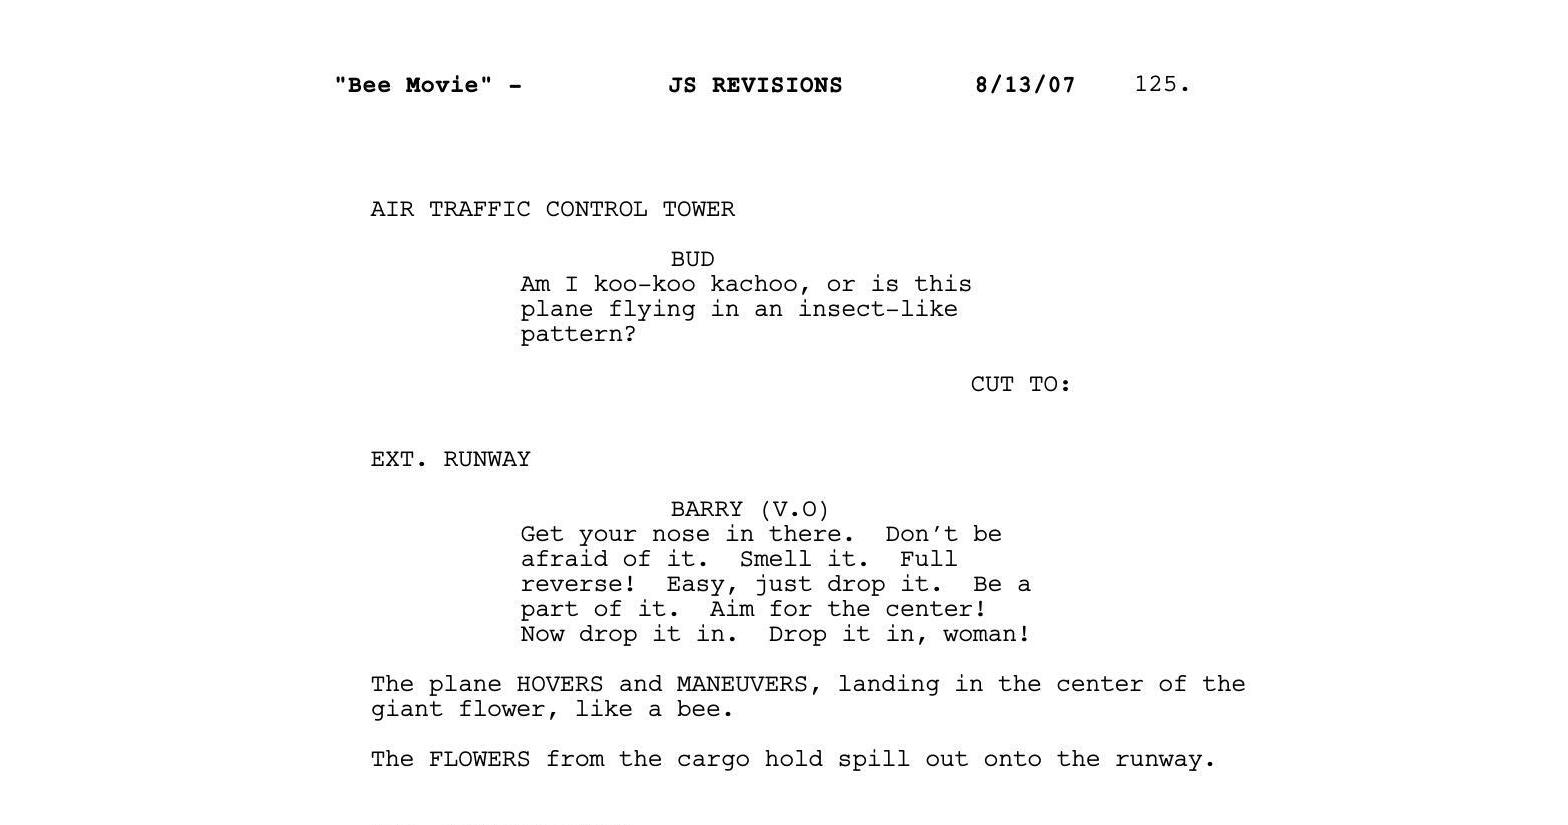 "Bee Movie" - JS REVISIONS 8/13/07 125.
AIR TRAFFIC CONTROL TOWER
BUD
Am I koo-koo kachoo, or is this
plane flying in an insect-like
pattern?
CUT TO:
EXT. RUNWAY
BARRY (V.O)
Get your nose in there.  Don't be
afraid of it.  Smell it.  Full
reverse!  Easy, just drop it.  Be a
part of it.  Aim for the center!
Now drop it in.  Drop it in, woman!
The plane HOVERS and MANEUVERS, landing in the center of the
giant flower, like a bee.
The FLOWERS from the cargo hold spill out onto the runway.